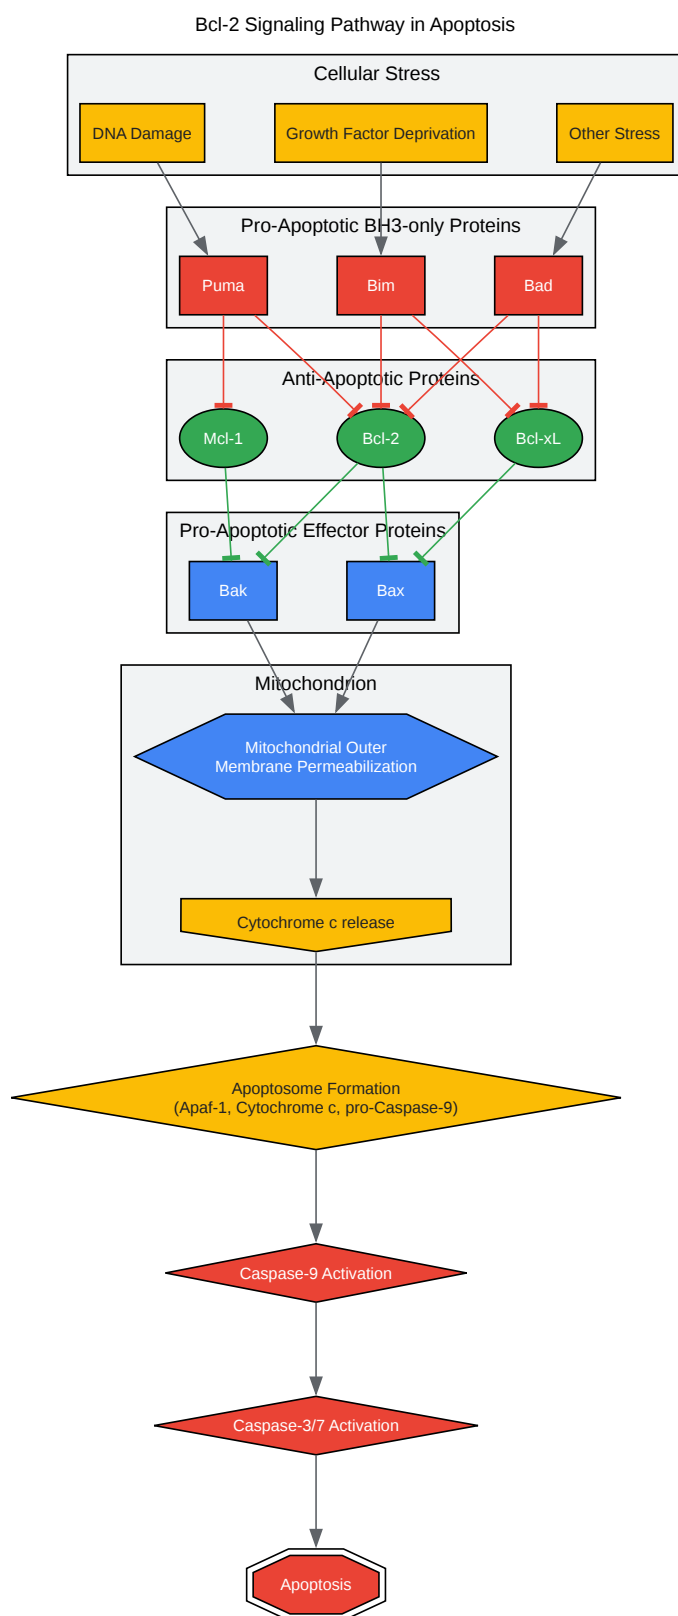 Bcl-2 Signaling Pathway in Apoptosis
Cellular Stress
DNA Damage
Growth Factor Deprivation
Other Stress
Pro-Apoptotic BH3-only Proteins
Puma
Bim
Bad
Anti-Apoptotic Proteins
Mcl-1
Bcl-2
Bcl-xL
Pro-Apoptotic Effector Proteins
Bak
Bax
Mitochondrion
Mitochondrial Outer
Membrane Permeabilization
Cytochrome c release
Apoptosome Formation
(Apaf-1, Cytochrome c, pro-Caspase-9)
Caspase-9 Activation
Caspase-3/7 Activation
Apoptosis